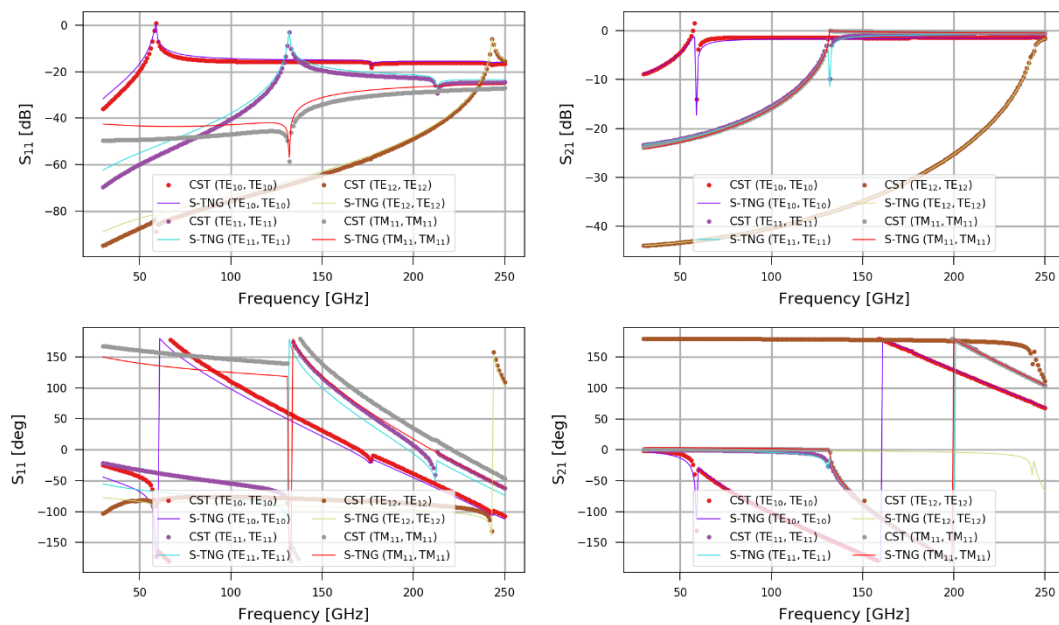 0
−20
−40
−60
−80
S₁₁ [dB]
CST (TE₁₀, TE₁₀)
S-TNG (TE₁₀, TE₁₀)
CST (TE₁₁, TE₁₁)
S-TNG (TE₁₁, TE₁₁)
CST (TE₁₂, TE₁₂)
S-TNG (TE₁₂, TE₁₂)
CST (TM₁₁, TM₁₁)
S-TNG (TM₁₁, TM₁₁)
50 100 150 200 250
Frequency [GHz]
0
−10
−20
−30
−40
S₂₁ [dB]
CST (TE₁₀, TE₁₀)
S-TNG (TE₁₀, TE₁₀)
CST (TE₁₁, TE₁₁)
S-TNG (TE₁₁, TE₁₁)
CST (TE₁₂, TE₁₂)
S-TNG (TE₁₂, TE₁₂)
CST (TM₁₁, TM₁₁)
S-TNG (TM₁₁, TM₁₁)
50 100 150 200 250
Frequency [GHz]
150
100
50
0
−50
−100
−150
S₁₁ [deg]
CST (TE₁₀, TE₁₀)
S-TNG (TE₁₀, TE₁₀)
CST (TE₁₁, TE₁₁)
S-TNG (TE₁₁, TE₁₁)
CST (TE₁₂, TE₁₂)
S-TNG (TE₁₂, TE₁₂)
CST (TM₁₁, TM₁₁)
S-TNG (TM₁₁, TM₁₁)
50 100 150 200 250
Frequency [GHz]
150
100
50
0
−50
−100
−150
S₂₁ [deg]
CST (TE₁₀, TE₁₀)
S-TNG (TE₁₀, TE₁₀)
CST (TE₁₁, TE₁₁)
S-TNG (TE₁₁, TE₁₁)
CST (TE₁₂, TE₁₂)
S-TNG (TE₁₂, TE₁₂)
CST (TM₁₁, TM₁₁)
S-TNG (TM₁₁, TM₁₁)
50 100 150 200 250
Frequency [GHz]